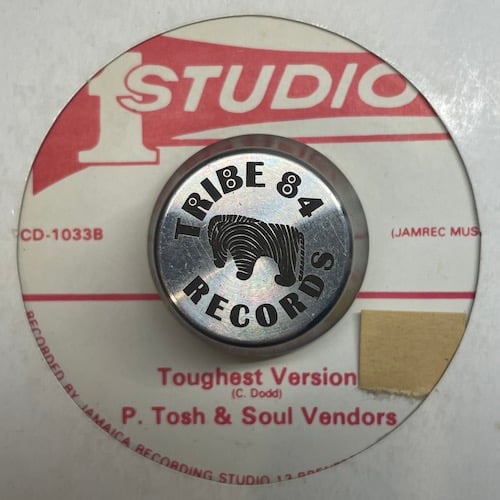 1 STUDIO
TRIBE 84
RECORDS
CD-1033B
(JAMREC MUS
Toughest Version
(C. Dodd)
P. Tosh & Soul Vendors
RECORDED BY JAMAICA RECORDING STUDIO 13 BREN